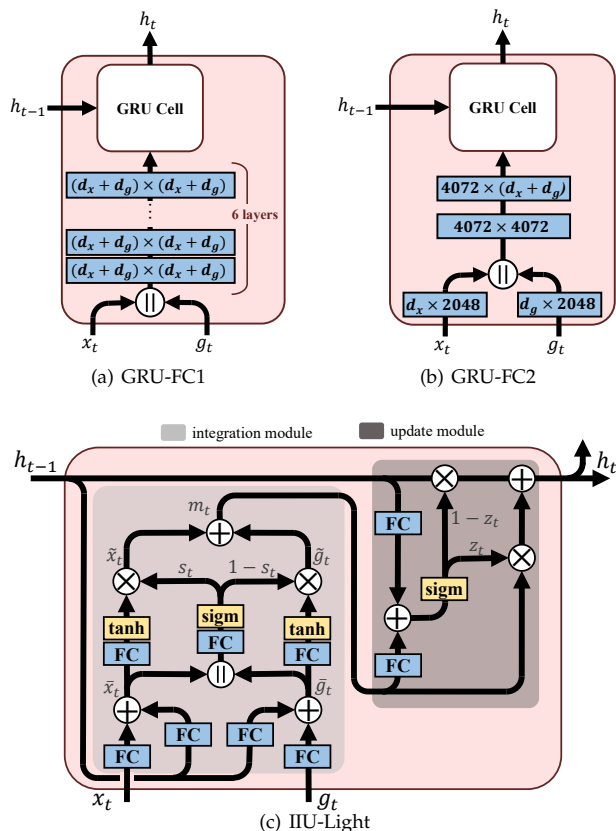 h_t
h_{t-1}
GRU Cell
(d_x + d_g) × (d_x + d_g)
6 layers
(d_x + d_g) × (d_x + d_g)
(d_x + d_g) × (d_x + d_g)
||
x_t g_t
(a) GRU-FC1
h_t
h_{t-1}
GRU Cell
4072 × (d_x + d_g)
4072 × 4072
||
d_x × 2048 d_g × 2048
x_t g_t
(b) GRU-FC2
integration module update module
h_{t-1} h_t
m_t
x̃_t + g̃_t
s_t 1 − s_t
× ×
tanh sigm tanh
FC FC FC
x̄_t || ḡ_t
+ +
FC FC FC FC
x_t g_t
× +
FC 1 − z_t
z_t ×
sigm
+
FC
(c) IIU-Light